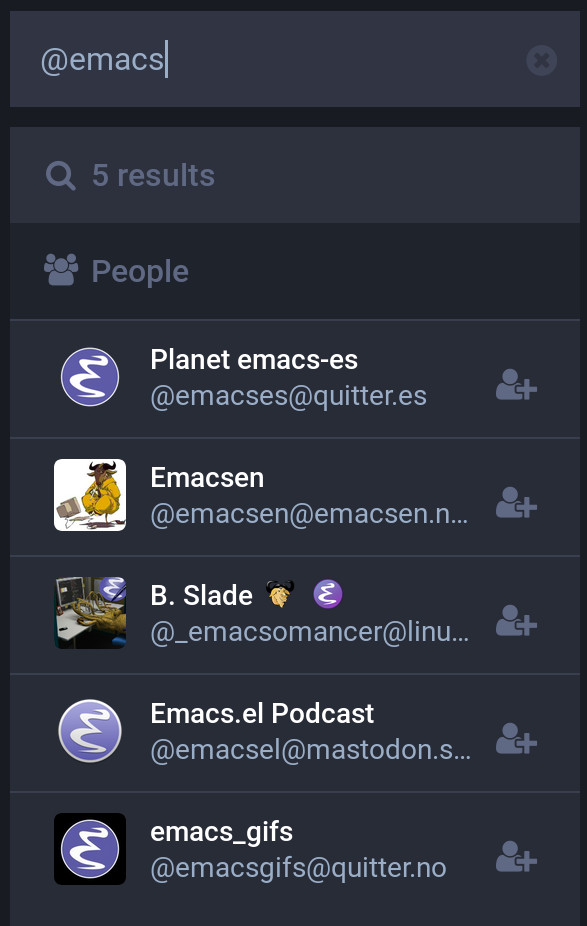 @emacs
5 results
People
Planet emacs-es
@emacses@quitter.es
Emacsen
@emacsen@emacsen.n...
B. Slade
@_emacsomancer@linu...
Emacs.el Podcast
@emacsel@mastodon.s...
emacs_gifs
@emacsgifs@quitter.no